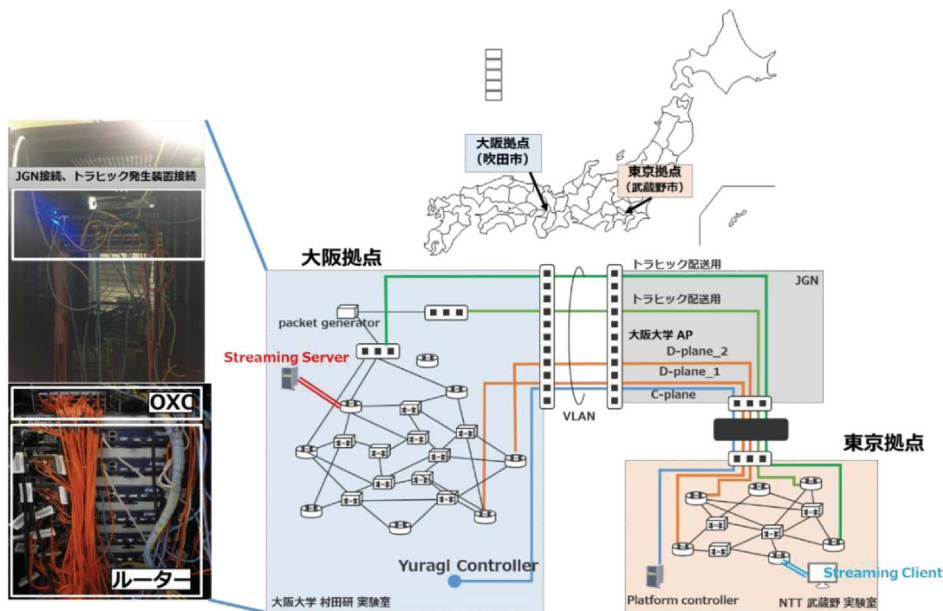 JGN接続、トラヒック発生装置接続
OXC
ルーター
大阪拠点
(吹田市)
東京拠点
(武蔵野市)
大阪拠点
トラヒック配送用
JGN
packet generator
トラヒック配送用
大阪大学 AP
Streaming Server
D-plane_2
D-plane_1
C-plane
VLAN
東京拠点
Yuragi Controller
Streaming Client
大阪大学 村田研 実験室
Platform controller
NTT 武蔵野 実験室